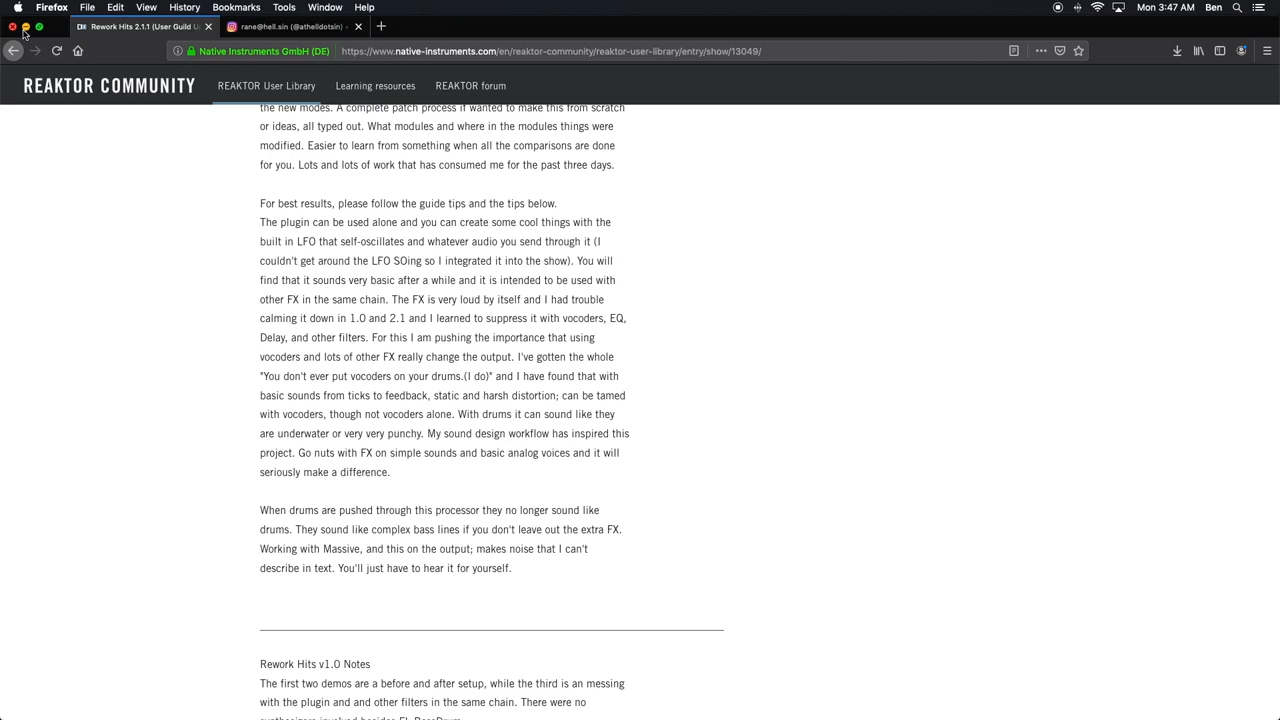 Firefox File Edit View History Bookmarks Tools Window Help Mon 3:47 AM Ben
Rework Hits 2.1.1 (User Guild U
rane@hell.sin (@athelldotsin)
Native Instruments GmbH (DE) https://www.native-instruments.com/en/reaktor-community/reaktor-user-library/entry/show/13049/
REAKTOR COMMUNITY REAKTOR User Library Learning resources REAKTOR forum
the new modes. A complete patch process if wanted to make this from scratch
or ideas, all typed out. What modules and where in the modules things were
modified. Easier to learn from something when all the comparisons are done
for you. Lots and lots of work that has consumed me for the past three days.
For best results, please follow the guide tips and the tips below.
The plugin can be used alone and you can create some cool things with the
built in LFO that self-oscillates and whatever audio you send through it (I
couldn't get around the LFO SOing so I integrated it into the show). You will
find that it sounds very basic after a while and it is intended to be used with
other FX in the same chain. The FX is very loud by itself and I had trouble
calming it down in 1.0 and 2.1 and I learned to suppress it with vocoders, EQ,
Delay, and other filters. For this I am pushing the importance that using
vocoders and lots of other FX really change the output. I've gotten the whole
"You don't ever put vocoders on your drums.(I do)" and I have found that with
basic sounds from ticks to feedback, static and harsh distortion; can be tamed
with vocoders, though not vocoders alone. With drums it can sound like they
are underwater or very very punchy. My sound design workflow has inspired this
project. Go nuts with FX on simple sounds and basic analog voices and it will
seriously make a difference.
When drums are pushed through this processor they no longer sound like
drums. They sound like complex bass lines if you don't leave out the extra FX.
Working with Massive, and this on the output; makes noise that I can't
describe in text. You'll just have to hear it for yourself.
Rework Hits v1.0 Notes
The first two demos are a before and after setup, while the third is an messing
with the plugin and and other filters in the same chain. There were no
synthesizers involved besides FL BassDrum